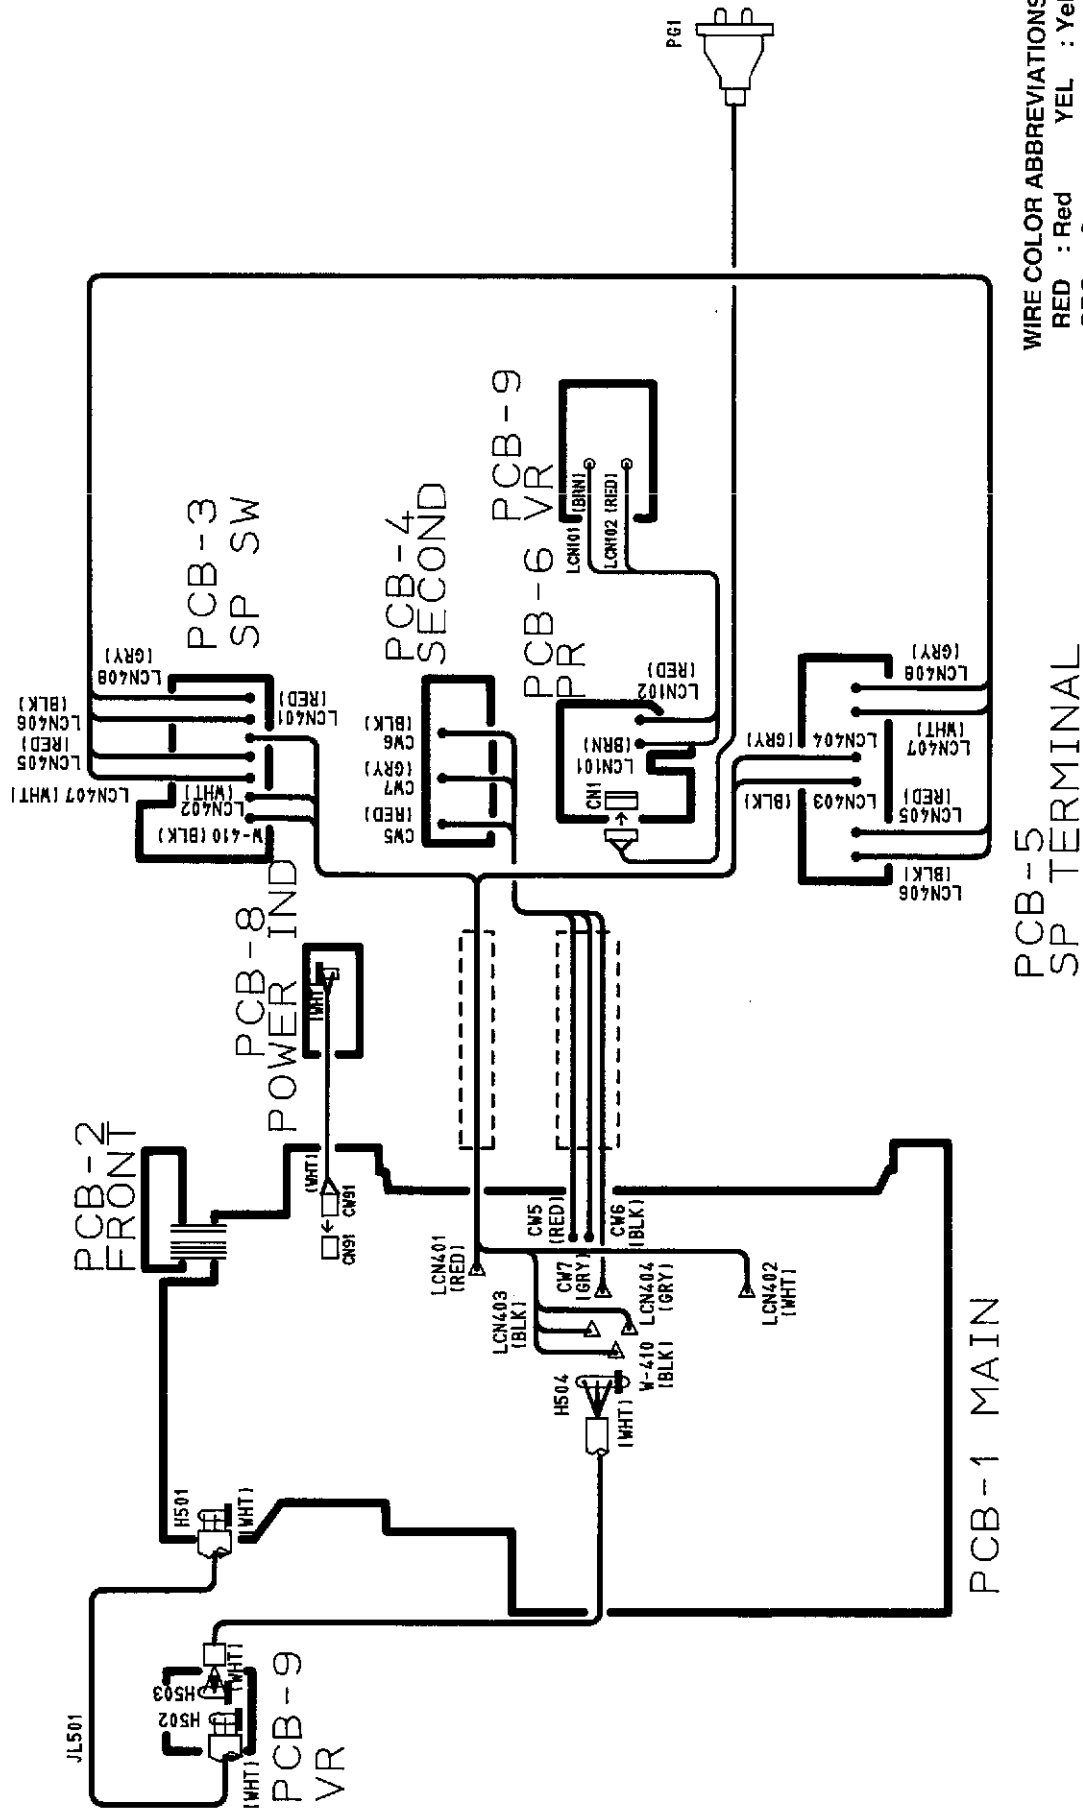 PG1
WIRE COLOR ABBREVIATIONS
RED : Red YEL : Yel
PCB-3
SP SW
LCN408
(GRY)
LCN406
(BLK)
LCN405
(RED)
LCN407 (WHT)
LCN401
(RED)
LCN402
(WHT)
W-410 (BLK)
PCB-4
SECOND
CW6
(BLK)
CW7
(GRY)
CW5
(RED)
PCB-9
VR
LCN101 (BRN)
LCN102 (RED)
PCB-6
PR
LCN102
(RED)
LCN101
(BRN)
CN1
LCN408
(GRY)
LCN407
(WHT)
LCN404
(GRY)
LCN403
(BLK)
LCN405
(RED)
LCN406
(BLK)
PCB-5
SP TERMINAL
PCB-8
POWER IND
(WHT)
(WHT)
CW91
CN91
PCB-2
FRONT
LCN401
(RED)
CW5
(RED)
CW7
(GRY)
CW6
(BLK)
LCN403
(BLK)
LCN404
(GRY)
LCN402
(WHT)
W-410
(BLK)
H504
(WHT)
PCB-1 MAIN
H501
(WHT)
JL501
H503
(WHT)
H502
(WHT)
PCB-9
VR